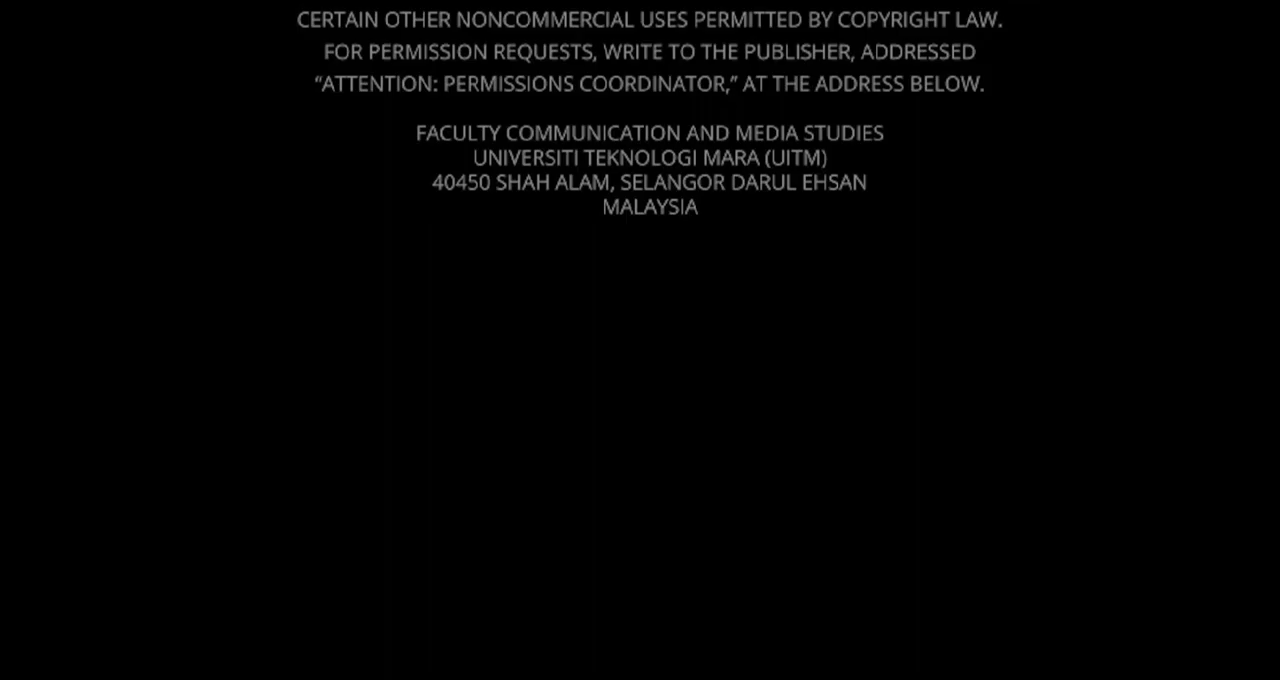 CERTAIN OTHER NONCOMMERCIAL USES PERMITTED BY COPYRIGHT LAW.
FOR PERMISSION REQUESTS, WRITE TO THE PUBLISHER, ADDRESSED
“ATTENTION: PERMISSIONS COORDINATOR,” AT THE ADDRESS BELOW.
FACULTY COMMUNICATION AND MEDIA STUDIES
UNIVERSITI TEKNOLOGI MARA (UITM)
40450 SHAH ALAM, SELANGOR DARUL EHSAN
MALAYSIA